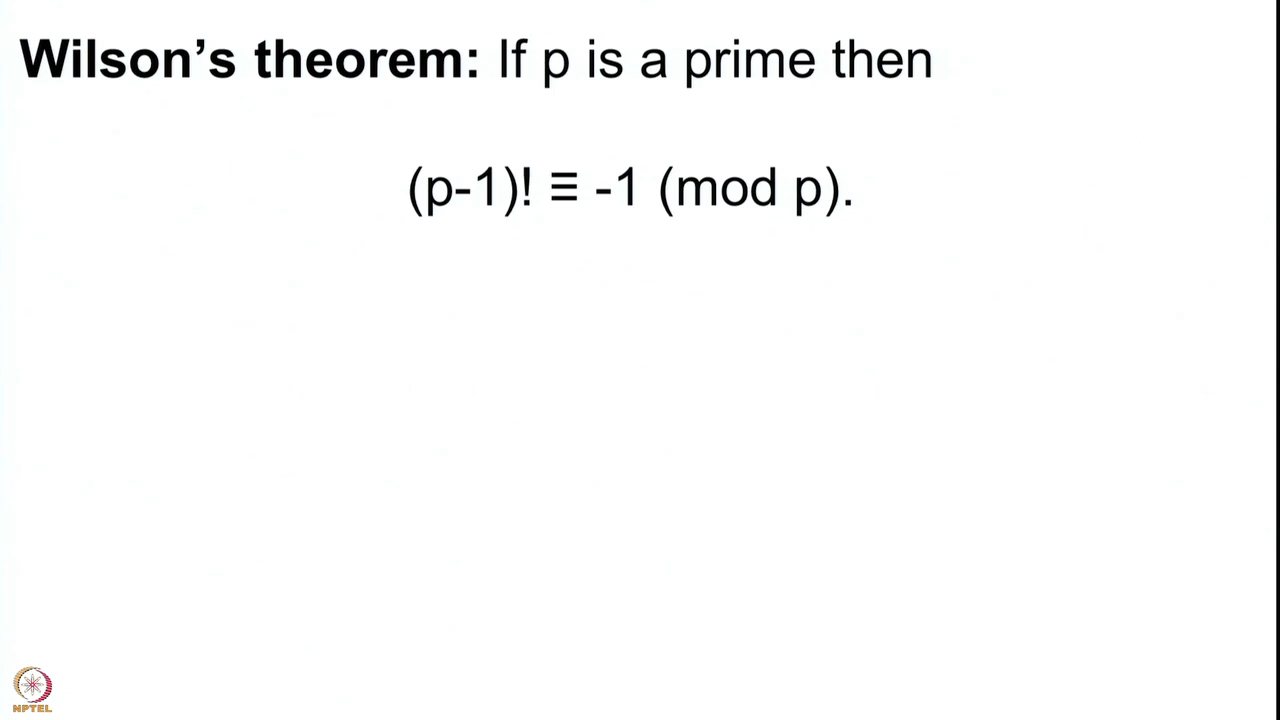 Wilson’s theorem: If p is a prime then
(p-1)! ≡ -1 (mod p).
NPTEL